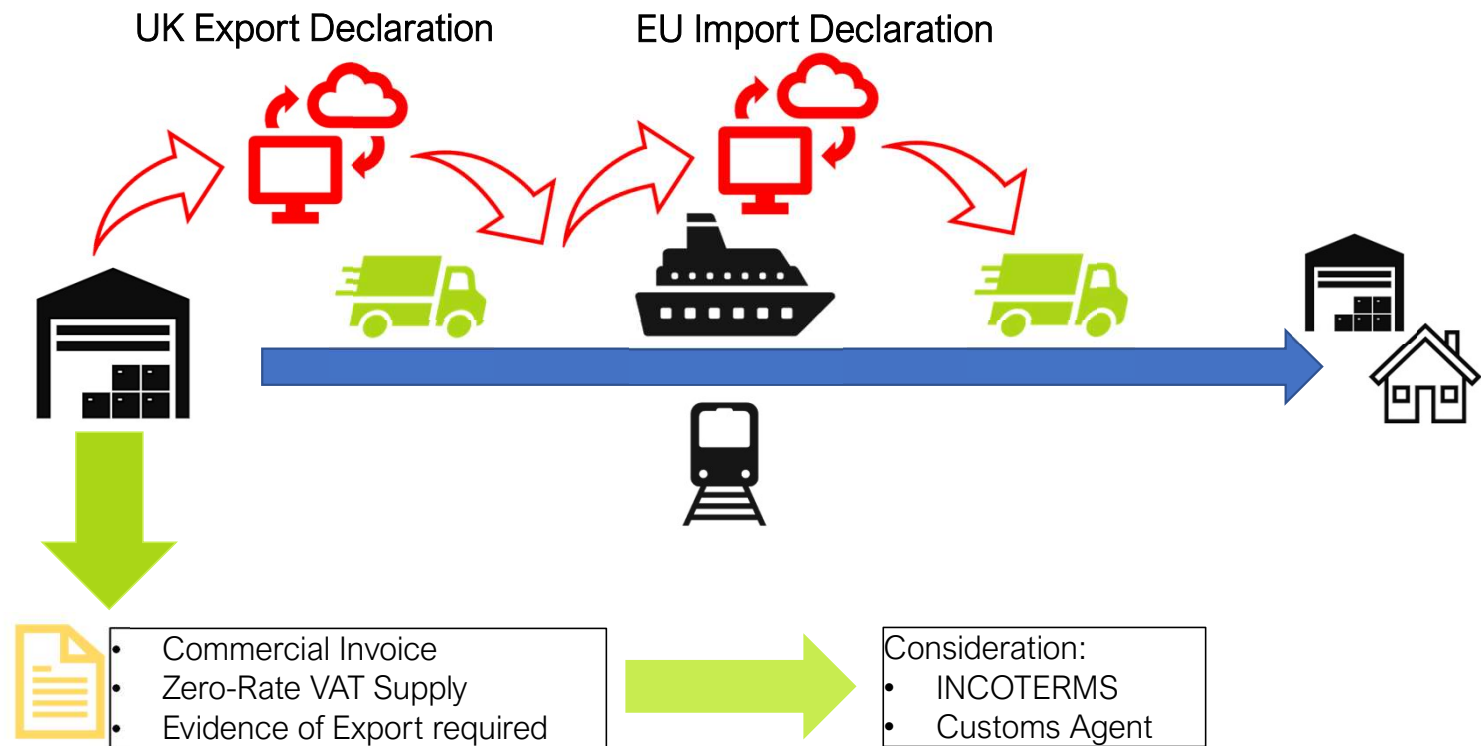 UK Export Declaration
EU Import Declaration
• Commercial Invoice
• Zero-Rate VAT Supply
• Evidence of Export required
Consideration:
• INCOTERMS
• Customs Agent